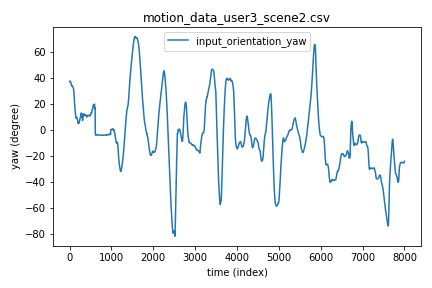 motion_data_user3_scene2.csv
input_orientation_yaw
yaw (degree)
60
40
20
0
−20
−40
−60
−80
0 1000 2000 3000 4000 5000 6000 7000 8000
time (index)